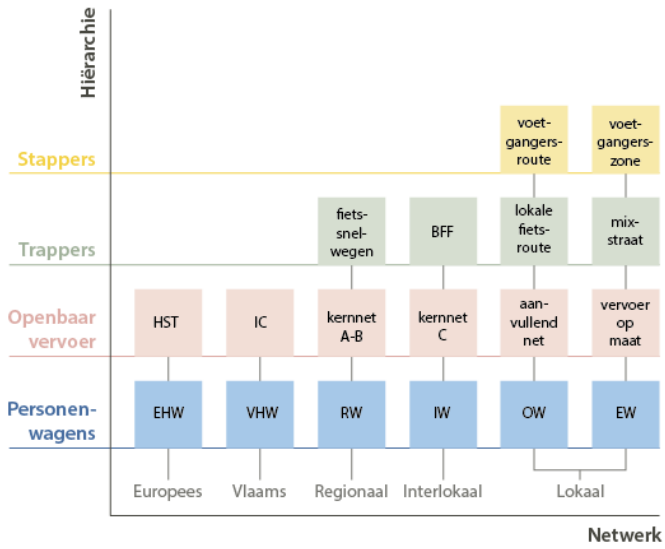 Hiërarchie
Stappers
voet-
gangers-
route
voet-
gangers-
zone
Trappers
fiets-
snel-
wegen
BFF
lokale
fiets-
route
mix-
straat
Openbaar
vervoer
HST
IC
kernnet
A-B
kernnet
C
aan-
vullend
net
vervoer
op
maat
Personen-
wagens
EHW
VHW
RW
IW
OW
EW
Europees
Vlaams
Regionaal
Interlokaal
Lokaal
Netwerk